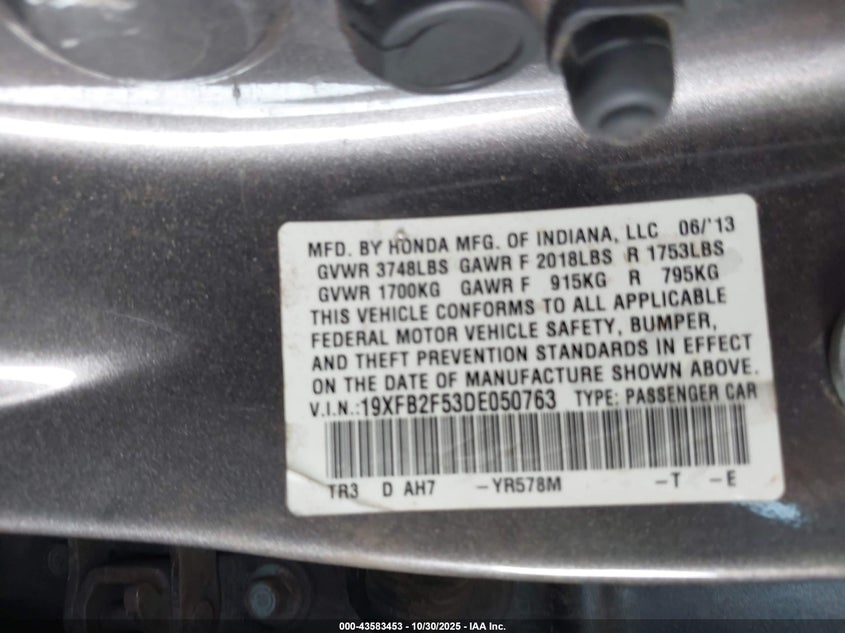 MFD. BY HONDA MFG. OF INDIANA, LLC 06/'13
GVWR 3748LBS GAWR F 2018LBS R 1753LBS
GVWR 1700KG GAWR F 915KG R 795KG
THIS VEHICLE CONFORMS TO ALL APPLICABLE
FEDERAL MOTOR VEHICLE SAFETY, BUMPER,
AND THEFT PREVENTION STANDARDS IN EFFECT
ON THE DATE OF MANUFACTURE SHOWN ABOVE.
V.I.N.:19XFB2F53DE050763 TYPE: PASSENGER CAR
TR3 D AH7 -YR578M -T -E
000-43583453 - 10/30/2025 - IAA Inc.